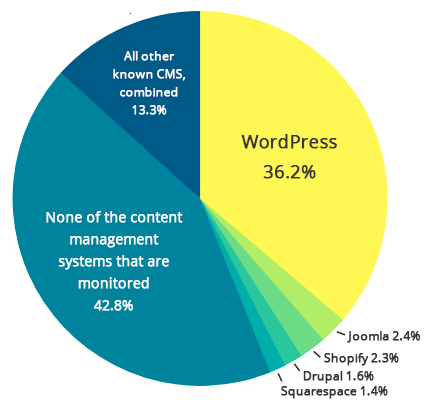 All other
known CMS,
combined
13.3%
WordPress
36.2%
None of the content
management
systems that are
monitored
42.8%
Joomla 2.4%
Shopify 2.3%
Drupal 1.6%
Squarespace 1.4%